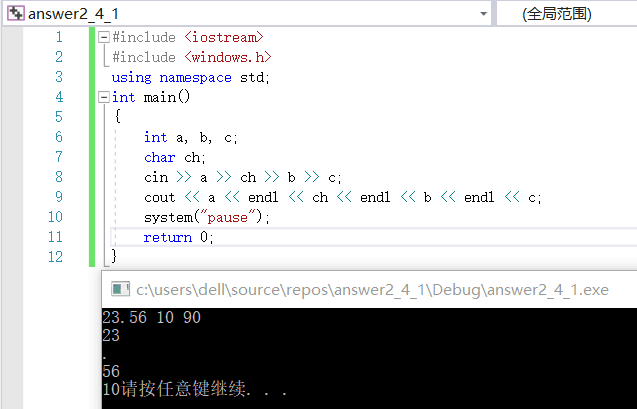 answer2_4_1 (全局范围)
1 #include <iostream>
2 #include <windows.h>
3 using namespace std;
4 int main()
5 {
6 int a, b, c;
7 char ch;
8 cin >> a >> ch >> b >> c;
9 cout << a << endl << ch << endl << b << endl << c;
10 system("pause");
11 return 0;
12 }
c:\users\dell\source\repos\answer2_4_1\Debug\answer2_4_1.exe
23.56 10 90
23
.
56
10请按任意键继续. . .